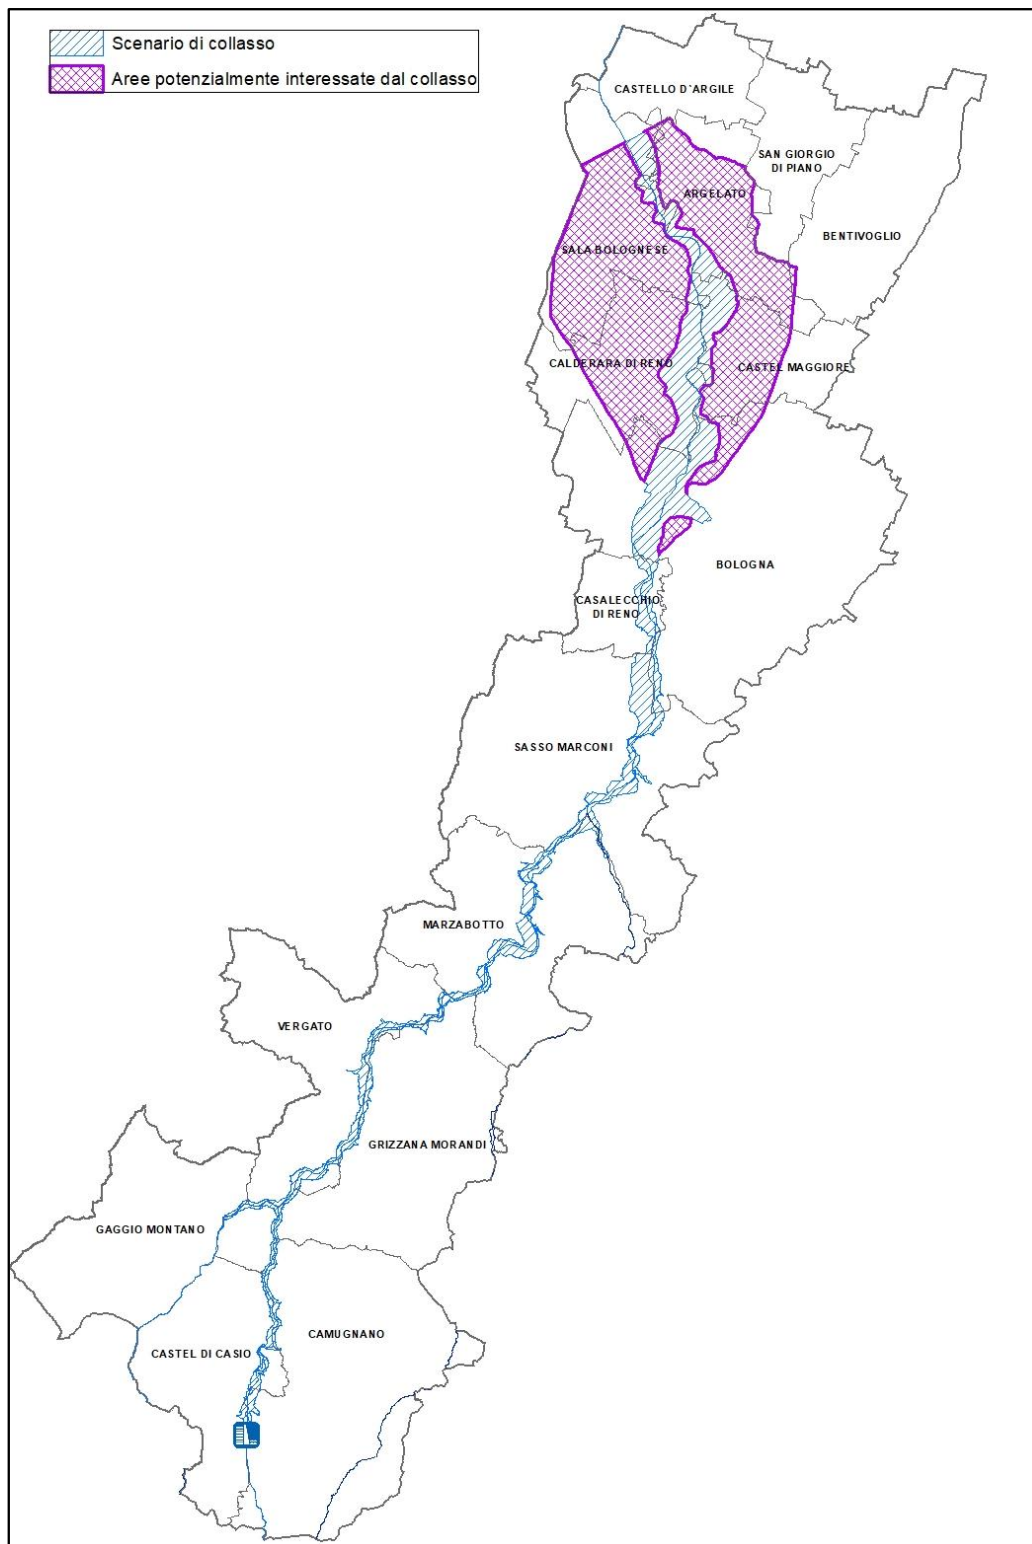 Scenario di collasso
Aree potenzialmente interessate dal collasso
CASTELLO D`ARGILE
SAN GIORGIO
DI PIANO
ARGELATO
BENTIVOGLIO
SALA BOLOGNESE
CALDERARA DI RENO
CASTEL MAGGIORE
BOLOGNA
CASALECCHIO
DI RENO
SASSO MARCONI
MARZABOTTO
VERGATO
GRIZZANA MORANDI
GAGGIO MONTANO
CAMUGNANO
CASTEL DI CASIO